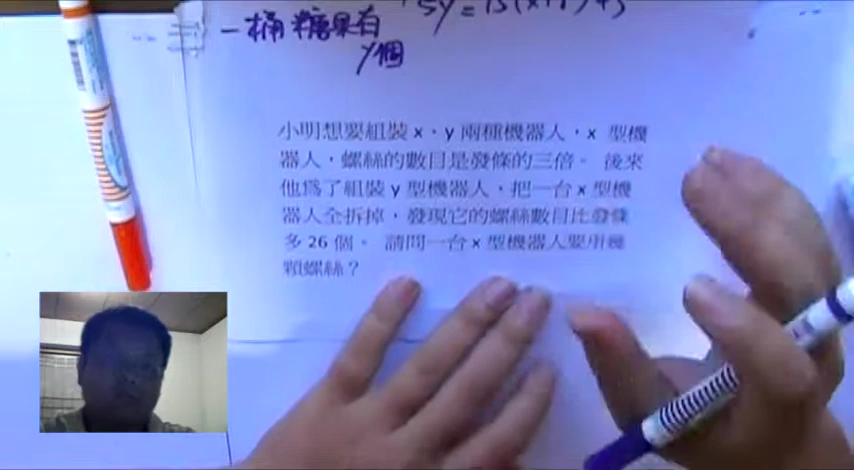 5y = 15(x+8)+5
一桶糖果有
y個
小明想要組裝 x、y 兩種機器人，x 型機
器人，螺絲的數目是發條的三倍。 後來
他為了組裝 y 型機器人，把一台 x 型機
器人全拆掉，發現它的螺絲數目比發條
多 26 個。 請問一台 x 型機器人要用幾
顆螺絲？